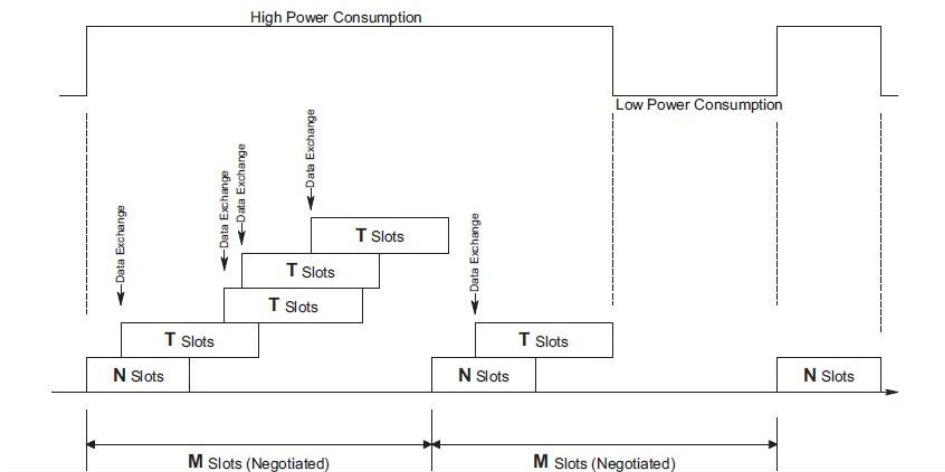 High Power Consumption
Low Power Consumption
Data Exchange
Data Exchange
Data Exchange
Data Exchange
Data Exchange
T Slots
T Slots
T Slots
T Slots
T Slots
N Slots
N Slots
N Slots
M Slots (Negotiated)
M Slots (Negotiated)